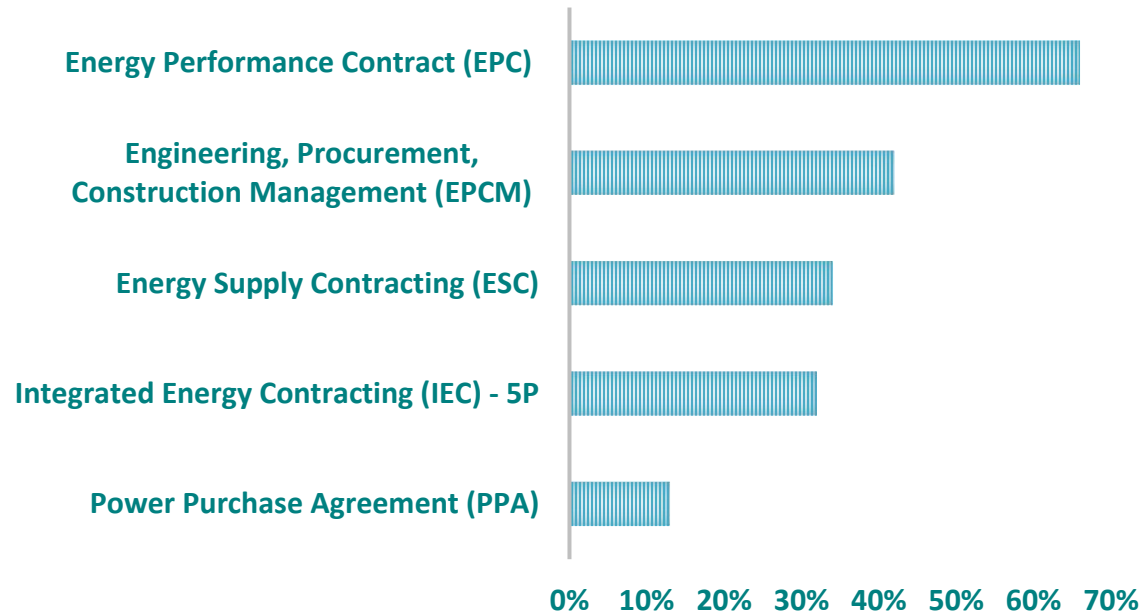 Energy Performance Contract (EPC)
Engineering, Procurement,
Construction Management (EPCM)
Energy Supply Contracting (ESC)
Integrated Energy Contracting (IEC) - 5P
Power Purchase Agreement (PPA)
0% 10% 20% 30% 40% 50% 60% 70%